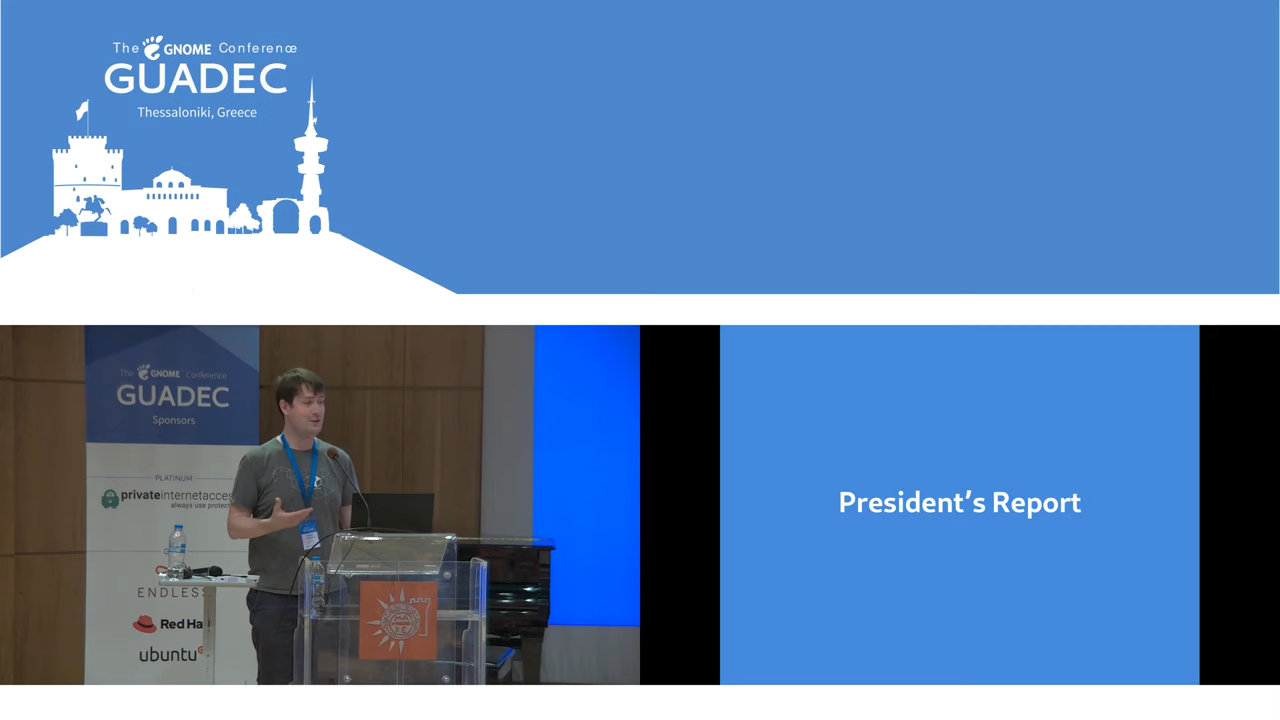 The GNOME Conference
GUADEC
Thessaloniki, Greece
The GNOME Conference
GUADEC
Sponsors
PLATINUM
privateinternetacces
always use protect
ENDLESS
Red Ha
ubuntu
President's Report